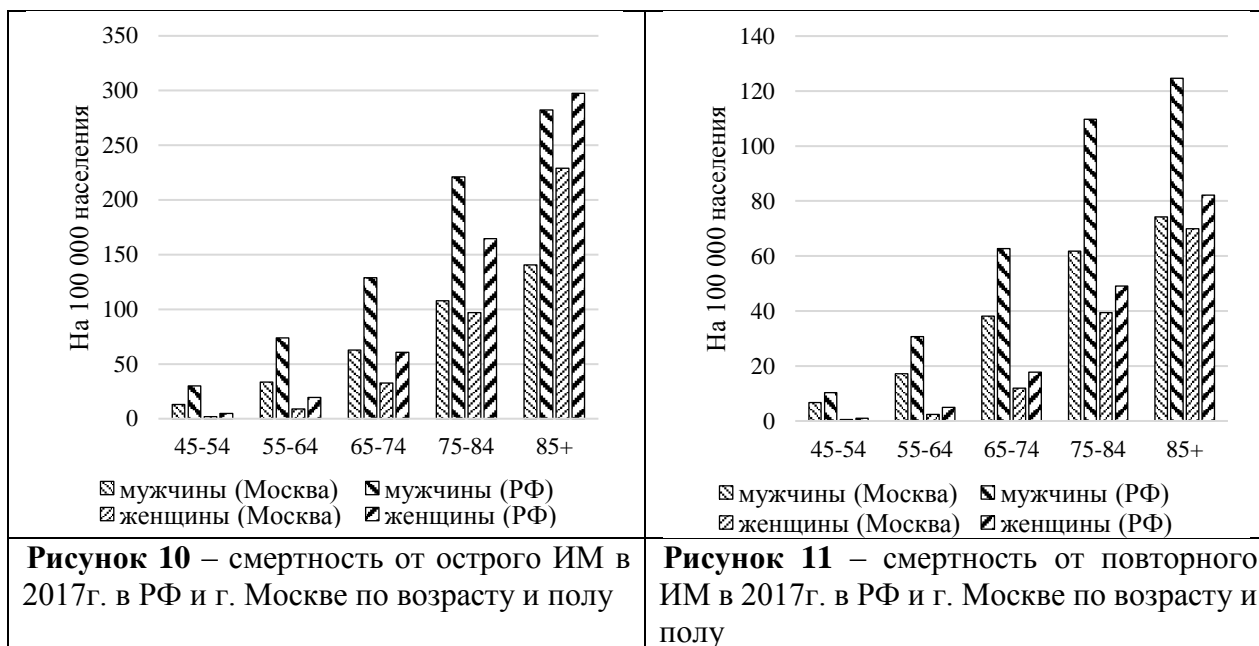 350
300
250
200
150
100
50
0
На 100 000 населения
45-54 55-64 65-74 75-84 85+
мужчины (Москва) мужчины (РФ)
женщины (Москва) женщины (РФ)
Рисунок 10 – смертность от острого ИМ в
2017г. в РФ и г. Москве по возрасту и полу
140
120
100
80
60
40
20
0
На 100 000 населения
45-54 55-64 65-74 75-84 85+
мужчины (Москва) мужчины (РФ)
женщины (Москва) женщины (РФ)
Рисунок 11 – смертность от повторного
ИМ в 2017г. в РФ и г. Москве по возрасту и
полу